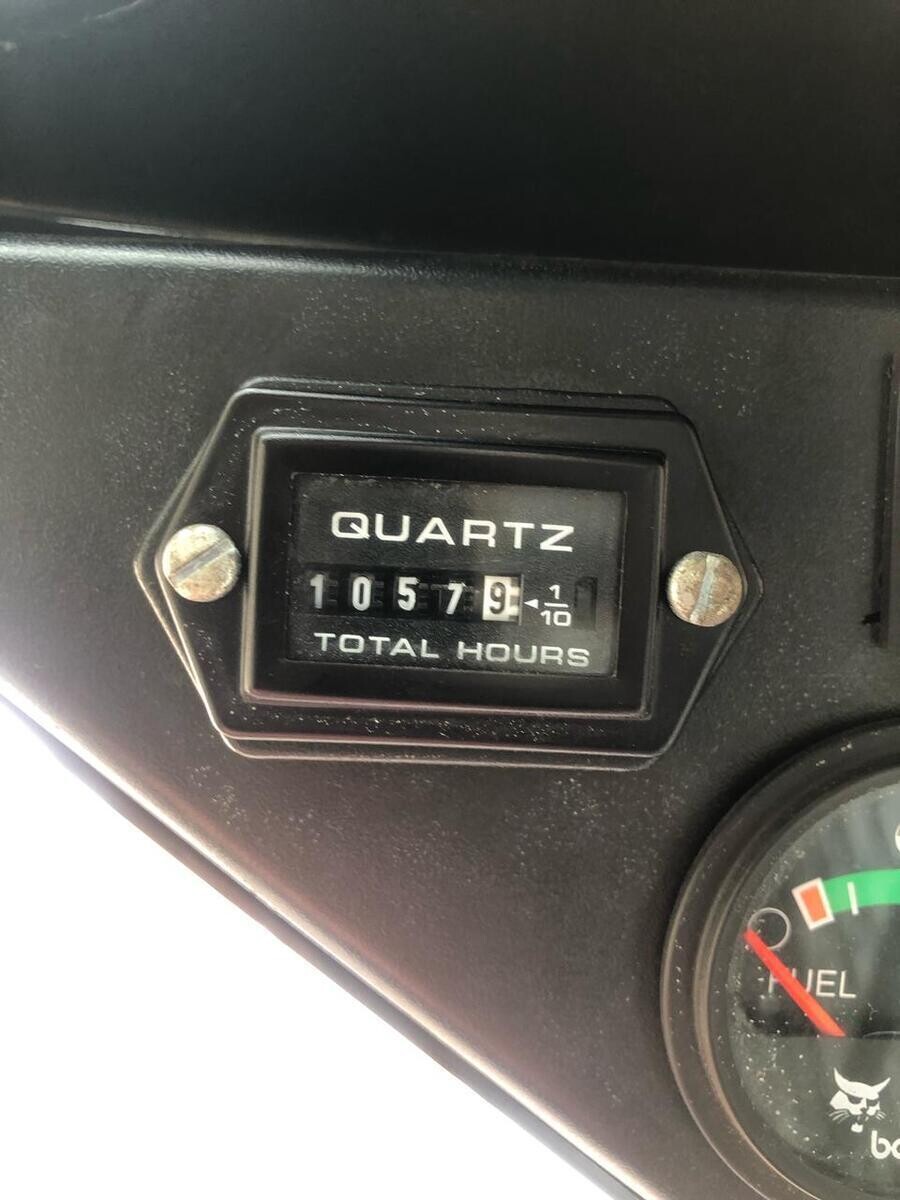 QUARTZ
1 0 5 7 9 ◄ 1/10
TOTAL HOURS
FUEL